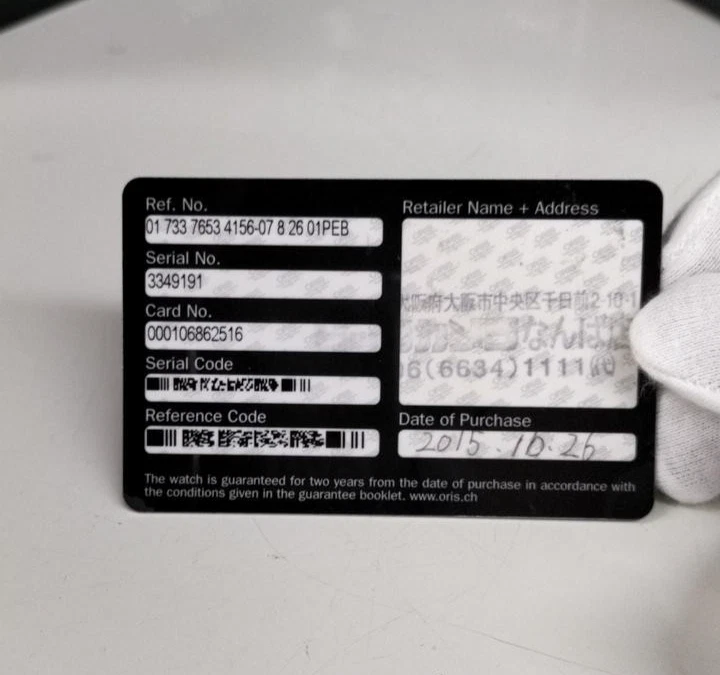 Ref. No.
01 733 7653 4156-07 8 26 01PEB
Serial No.
3349191
Card No.
000106862516
Serial Code
Reference Code
Retailer Name + Address
大阪府大阪市中央区千日前2-10-1
なんば店
06(6634)1111㈹
Date of Purchase
2015.10.26
The watch is guaranteed for two years from the date of purchase in accordance with
the conditions given in the guarantee booklet. www.oris.ch